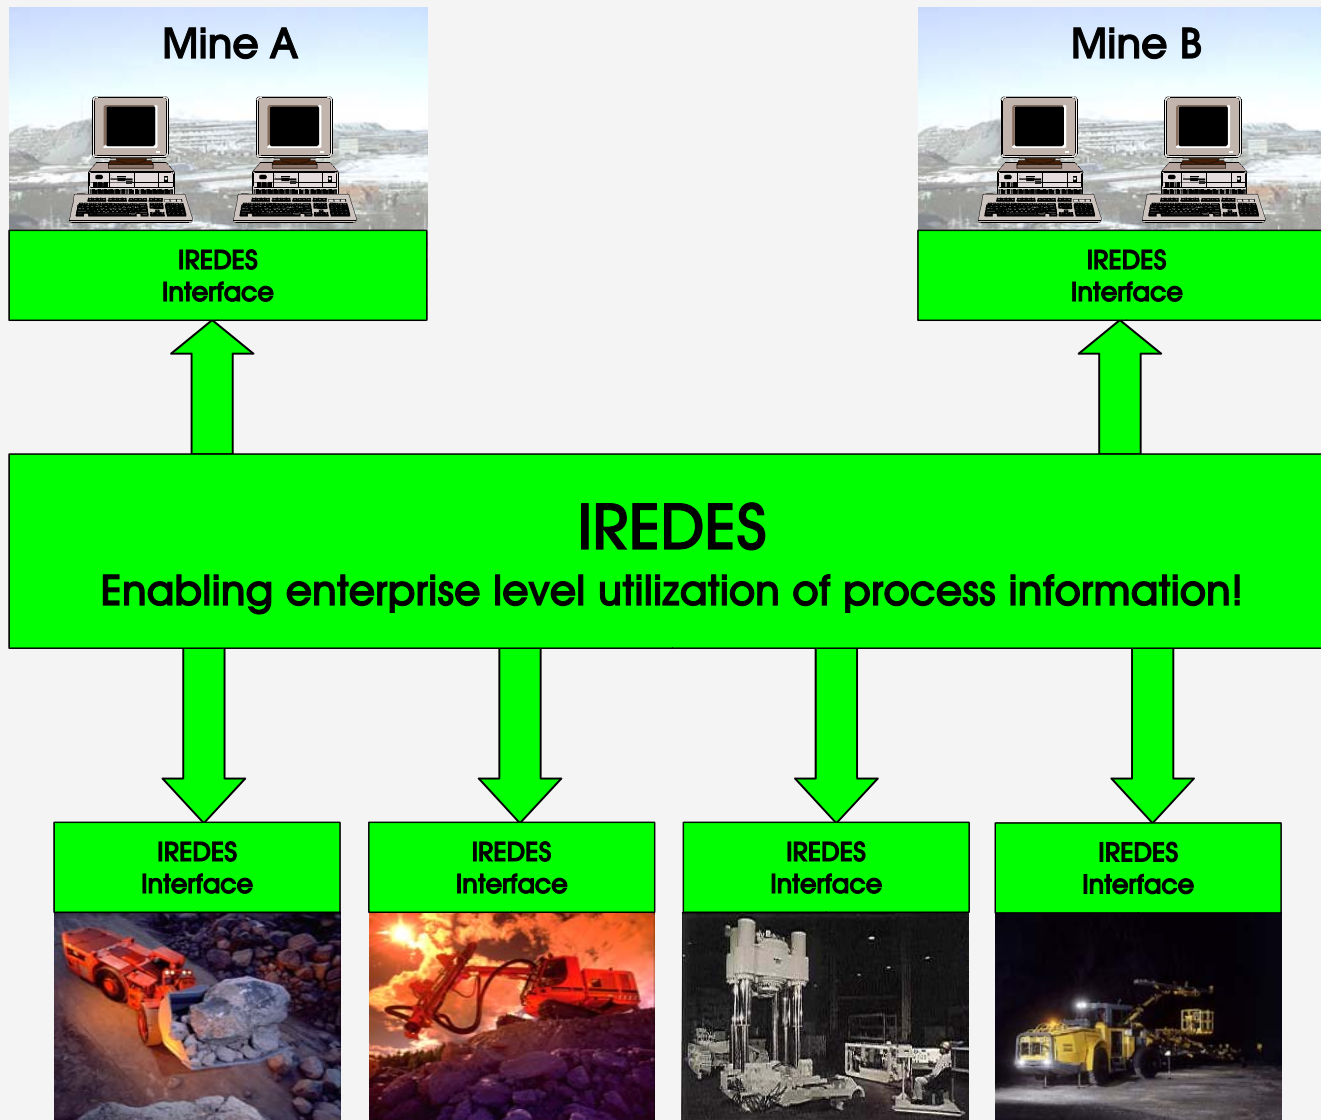 Mine A
Mine B
IREDES
Interface
IREDES
Interface
IREDES
Enabling enterprise level utilization of process information!
IREDES
Interface
IREDES
Interface
IREDES
Interface
IREDES
Interface